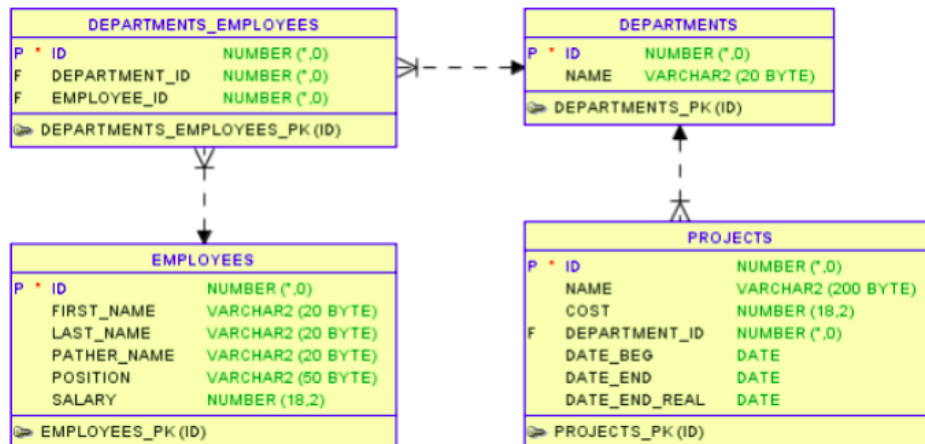 DEPARTMENTS_EMPLOYEES
P * ID NUMBER (*,0)
F DEPARTMENT_ID NUMBER (*,0)
F EMPLOYEE_ID NUMBER (*,0)
DEPARTMENTS_EMPLOYEES_PK (ID)
DEPARTMENTS
P * ID NUMBER (*,0)
NAME VARCHAR2 (20 BYTE)
DEPARTMENTS_PK (ID)
EMPLOYEES
P * ID NUMBER (*,0)
FIRST_NAME VARCHAR2 (20 BYTE)
LAST_NAME VARCHAR2 (20 BYTE)
PATHER_NAME VARCHAR2 (20 BYTE)
POSITION VARCHAR2 (50 BYTE)
SALARY NUMBER (18,2)
EMPLOYEES_PK (ID)
PROJECTS
P * ID NUMBER (*,0)
NAME VARCHAR2 (200 BYTE)
COST NUMBER (18,2)
F DEPARTMENT_ID NUMBER (*,0)
DATE_BEG DATE
DATE_END DATE
DATE_END_REAL DATE
PROJECTS_PK (ID)